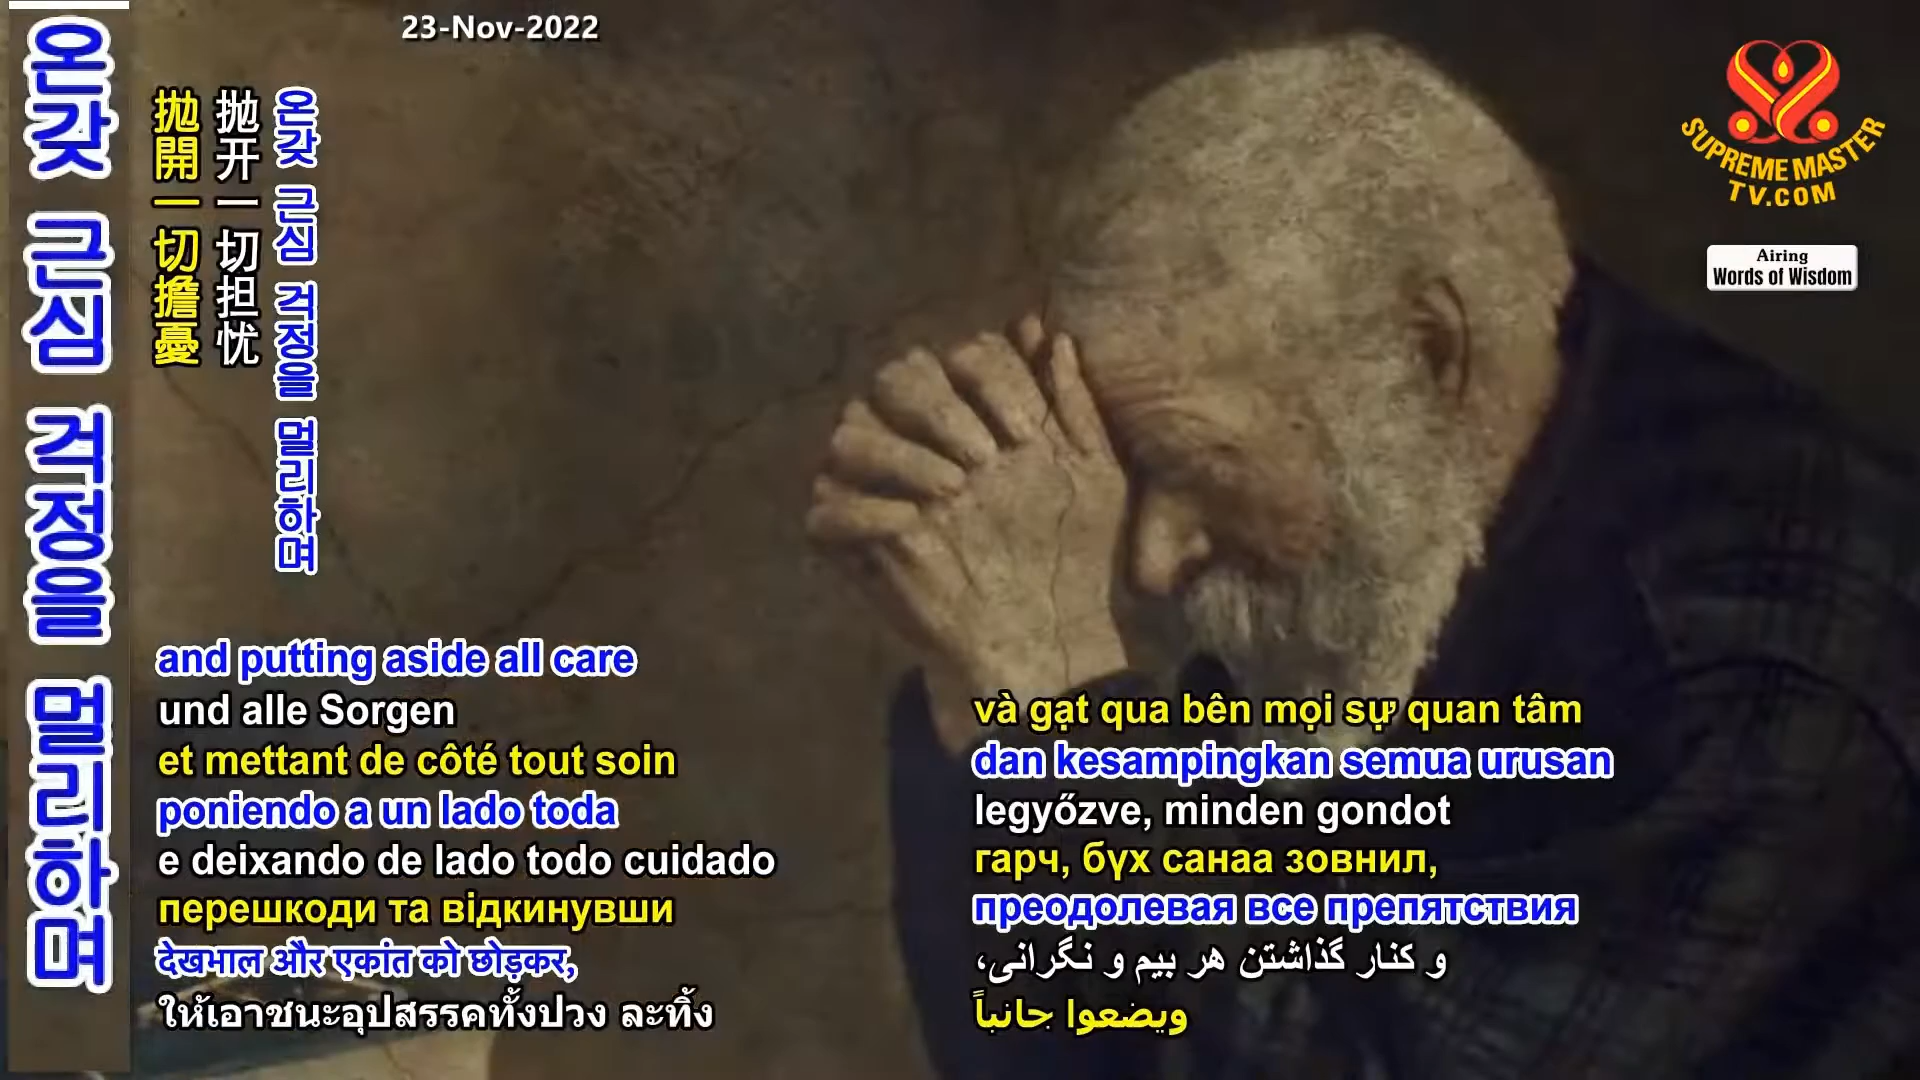 23-Nov-2022
온갖 근심 걱정을 멀리하며
拋開一切擔憂
抛开一切担忧
온갖 근심 걱정을 멀리하며
SUPREME MASTER
TV.COM
Airing
Words of Wisdom
and putting aside all care
und alle Sorgen
et mettant de côté tout soin
poniendo a un lado toda
e deixando de lado todo cuidado
перешкоди та відкинувши
देखभाल और एकांत को छोड़कर,
ให้เอาชนะอุปสรรคทั้งปวง ละทิ้ง
và gạt qua bên mọi sự quan tâm
dan kesampingkan semua urusan
legyőzve, minden gondot
гарч, бүх санаа зовнил,
преодолевая все препятствия
و کنار گذاشتن هر بیم و نگرانی،
ويضعوا جانباً